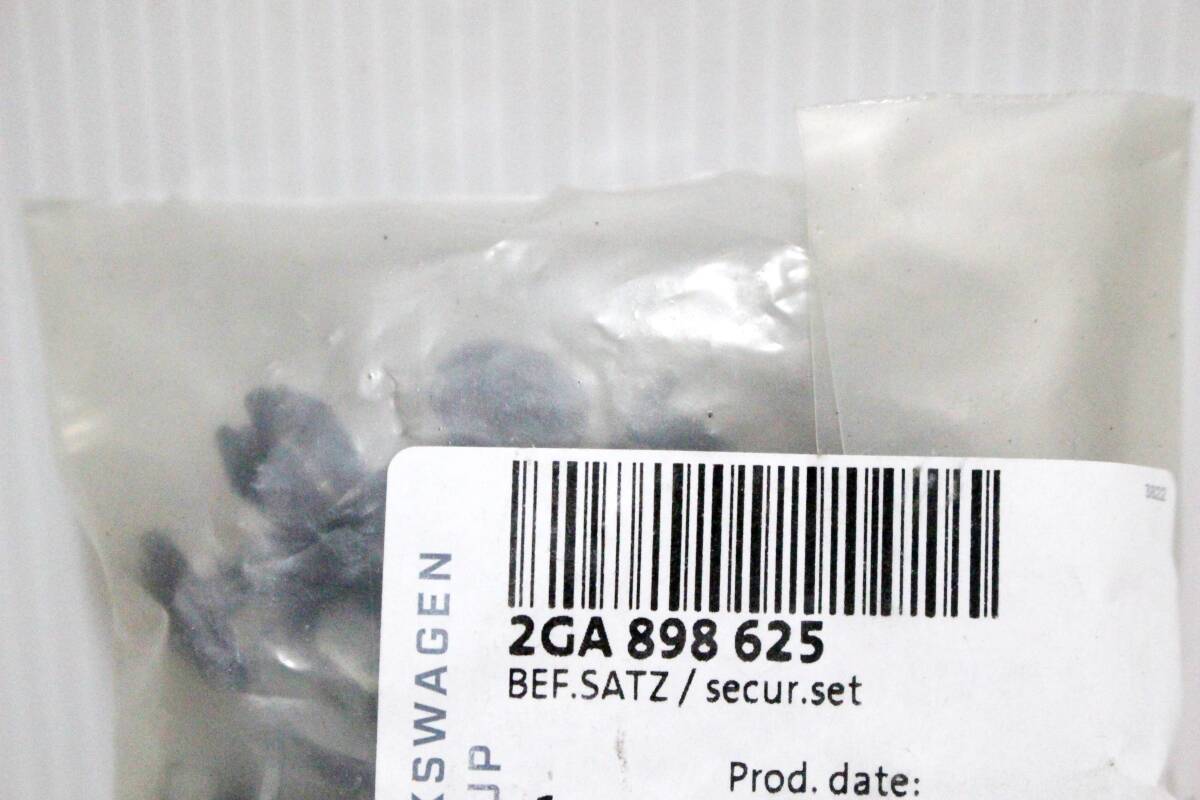 3822
2GA 898 625
BEF.SATZ / secur.set
Prod. date:
KSWAGEN
UP